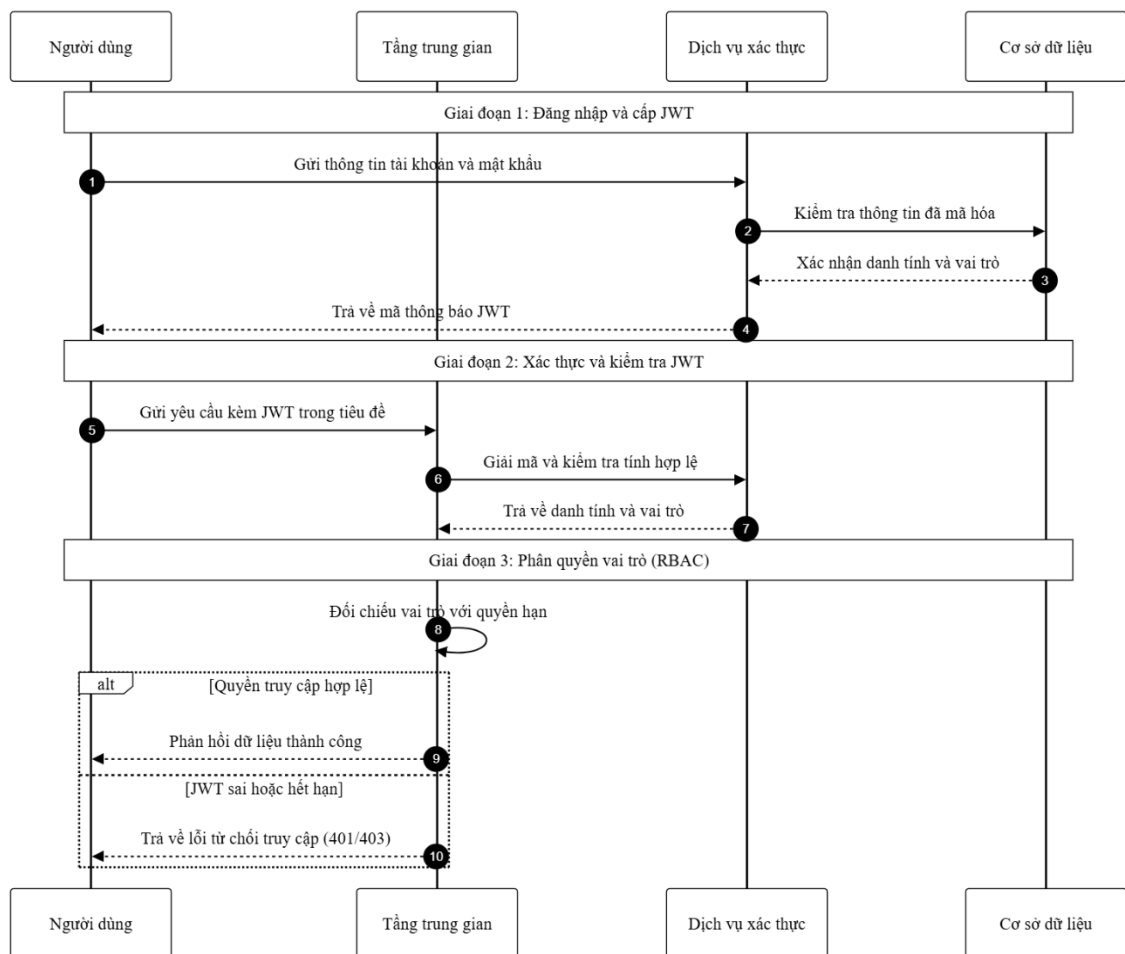 Người dùng
Tầng trung gian
Dịch vụ xác thực
Cơ sở dữ liệu
Giai đoạn 1: Đăng nhập và cấp JWT
Gửi thông tin tài khoản và mật khẩu
1
2
Kiểm tra thông tin đã mã hóa
Xác nhận danh tính và vai trò
3
Trả về mã thông báo JWT
4
Giai đoạn 2: Xác thực và kiểm tra JWT
Gửi yêu cầu kèm JWT trong tiêu đề
5
6
Giải mã và kiểm tra tính hợp lệ
Trả về danh tính và vai trò
7
Giai đoạn 3: Phân quyền vai trò (RBAC)
Đối chiếu vai trò với quyền hạn
8
alt
[Quyền truy cập hợp lệ]
Phản hồi dữ liệu thành công
9
[JWT sai hoặc hết hạn]
Trả về lỗi từ chối truy cập (401/403)
10
Người dùng
Tầng trung gian
Dịch vụ xác thực
Cơ sở dữ liệu